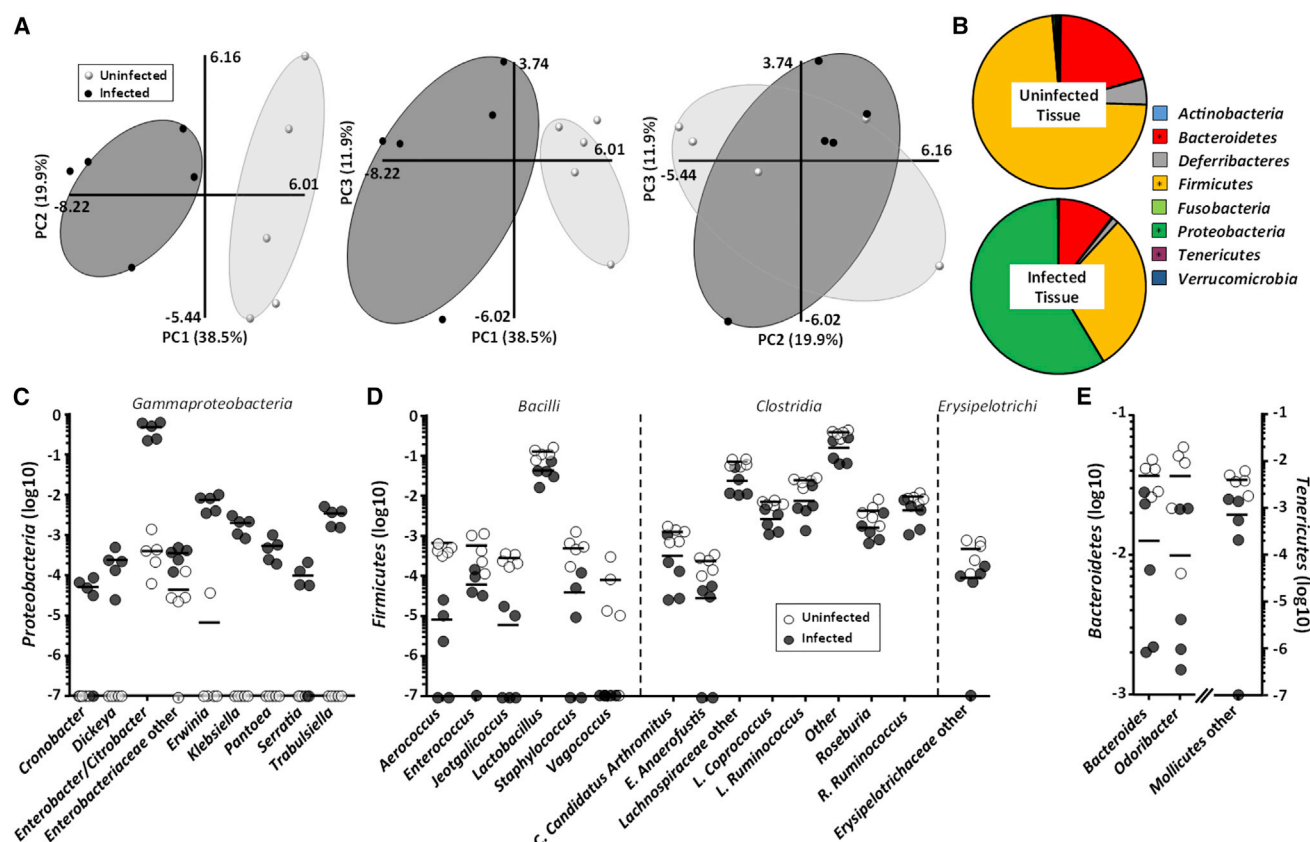 A
Uninfected
Infected
6.16
6.01
-8.22
-5.44
PC2 (19.9%)
PC1 (38.5%)
3.74
6.01
-8.22
-6.02
PC3 (11.9%)
PC1 (38.5%)
3.74
6.16
-5.44
-6.02
PC3 (11.9%)
PC2 (19.9%)
B
Uninfected
Tissue
Infected
Tissue
Actinobacteria
* Bacteroidetes
Deferribacteres
* Firmicutes
Fusobacteria
* Proteobacteria
* Tenericutes
Verrucomicrobia
C
Gammaproteobacteria
Proteobacteria (log10)
0
-1
-2
-3
-4
-5
-6
-7
Cronobacter
Dickeya
Enterobacter/Citrobacter
Enterobacteriaceae other
Erwinia
Klebsiella
Pantoea
Serratia
Trabulsiella
D
Bacilli
Clostridia
Erysipelotrichi
Firmicutes (log10)
0
-1
-2
-3
-4
-5
-6
-7
Uninfected
Infected
Aerococcus
Enterococcus
Jeotgalicoccus
Lactobacillus
Staphylococcus
Vagococcus
C. Candidatus Arthromitus
E. Anaerofustis
Lachnospiraceae other
L. Coprococcus
L. Ruminococcus
Other
Roseburia
R. Ruminococcus
Erysipelotrichaceae other
E
Bacteroidetes (log10)
-1
-2
-3
-1
-2
-3
-4
-5
-6
-7
Tenericutes (log10)
Bacteroides
Odoribacter
Mollicutes other